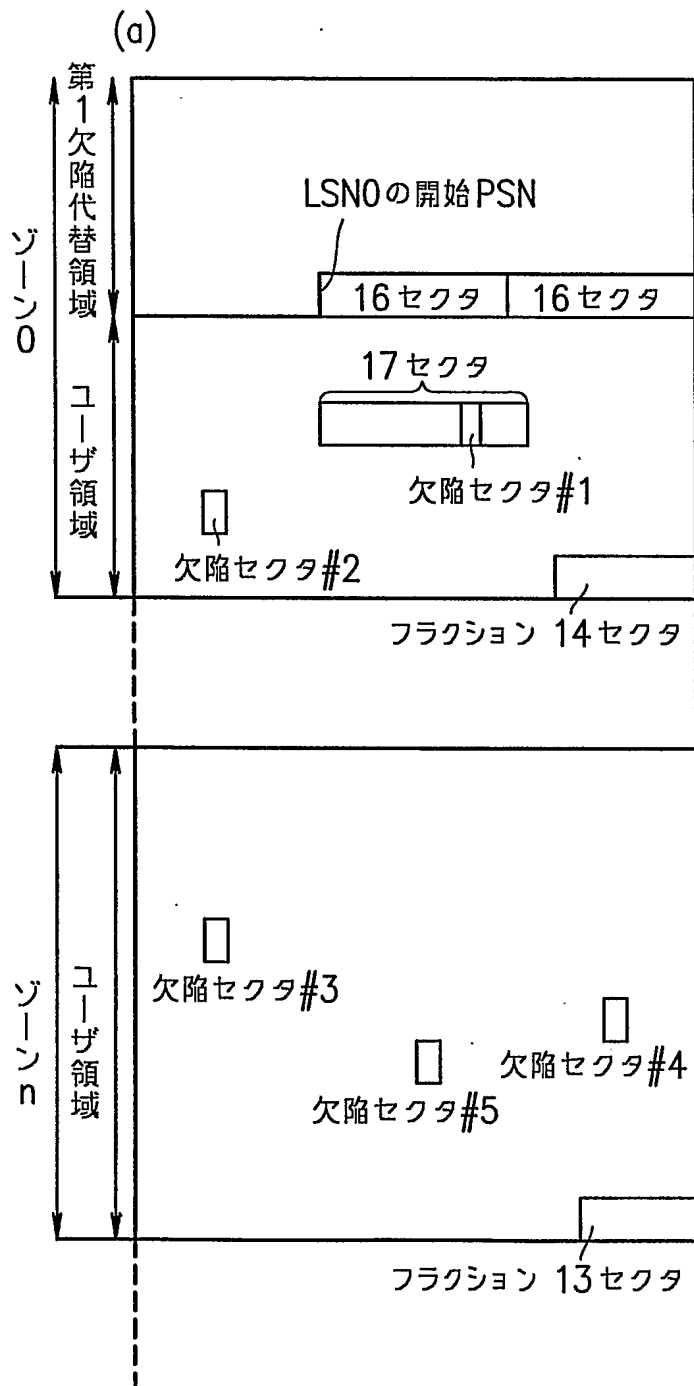 (a)
ゾーン0
第1欠陥代替領域
LSN0の開始PSN
16セクタ
16セクタ
ユーザ領域
17セクタ
欠陥セクタ#1
欠陥セクタ#2
フラクション 14セクタ
ゾーンn
ユーザ領域
欠陥セクタ#3
欠陥セクタ#4
欠陥セクタ#5
フラクション 13セクタ